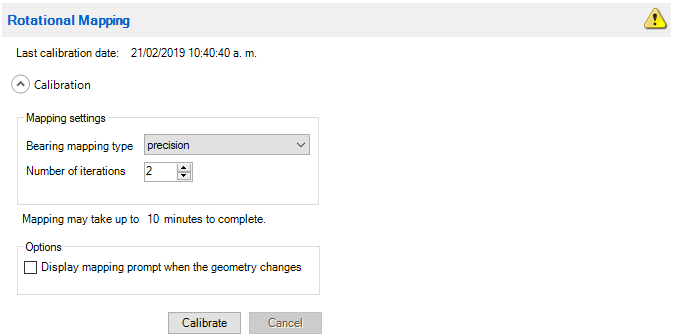 Rotational Mapping
Last calibration date: 21/02/2019 10:40:40 a. m.
Calibration
Mapping settings
Bearing mapping type precision
Number of iterations 2
Mapping may take up to 10 minutes to complete.
Options
Display mapping prompt when the geometry changes
Calibrate Cancel